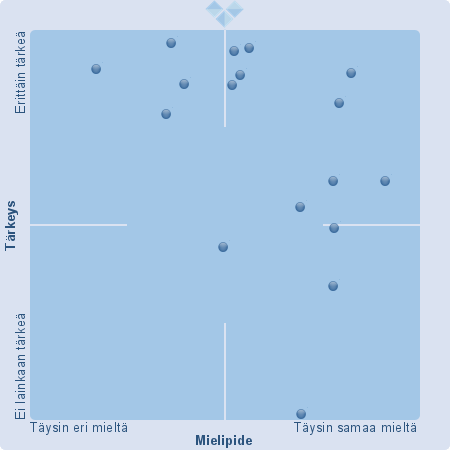 Erittäin tärkeä
Tärkeys
Ei lainkaan tärkeä
Täysin eri mieltä
Täysin samaa mieltä
Mielipide